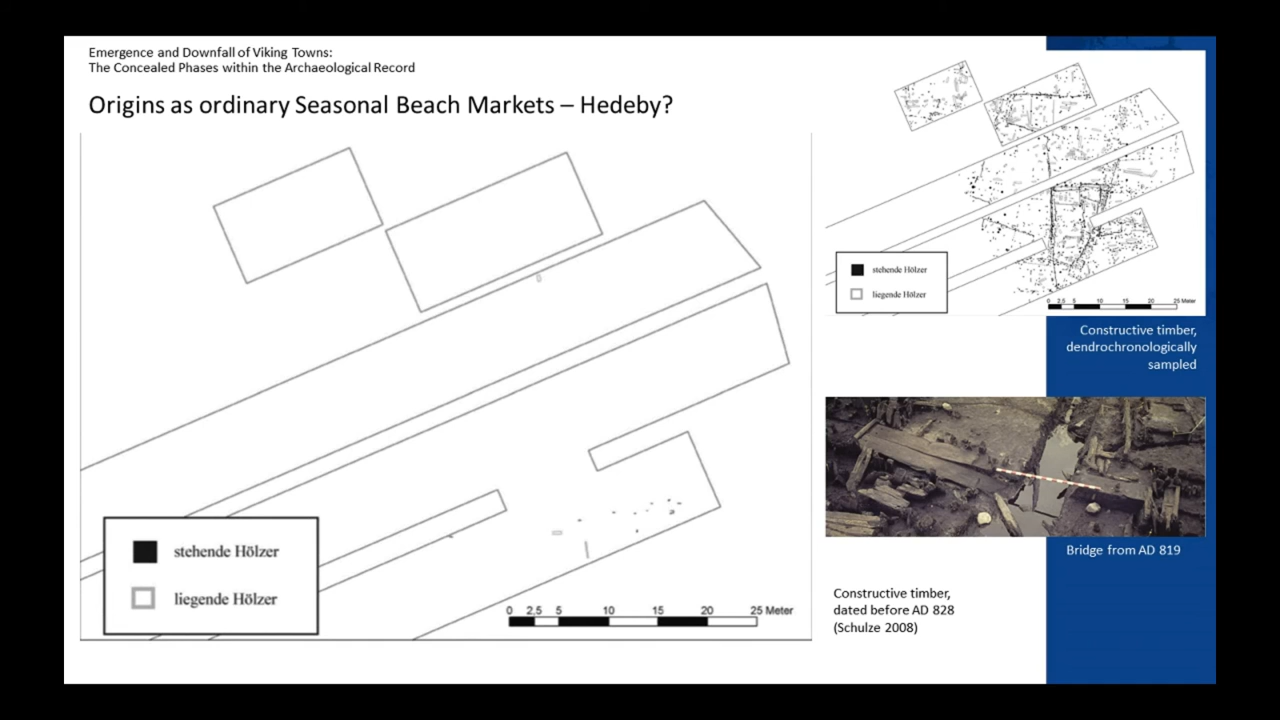 Emergence and Downfall of Viking Towns:
The Concealed Phases within the Archaeological Record
Origins as ordinary Seasonal Beach Markets – Hedeby?
stehende Hölzer
liegende Hölzer
0 2,5 5 10 15 20 25 Meter
stehende Hölzer
liegende Hölzer
0 2,5 5 10 15 20 25 Meter
Constructive timber,
dendrochronologically
sampled
Bridge from AD 819
Constructive timber,
dated before AD 828
(Schulze 2008)